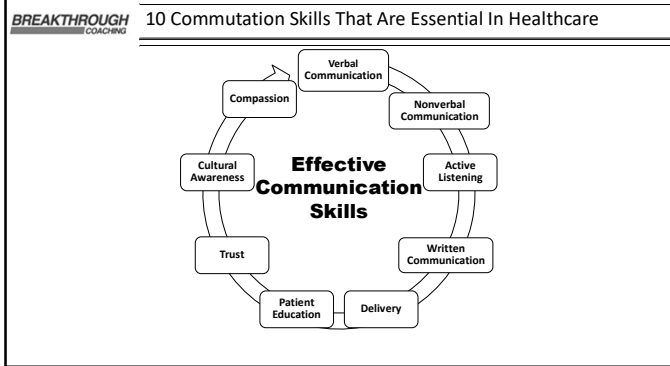 BREAKTHROUGH
COACHING
10 Commutation Skills That Are Essential In Healthcare
Verbal
Communication
Nonverbal
Communication
Active
Listening
Written
Communication
Delivery
Patient
Education
Trust
Cultural
Awareness
Compassion
Effective
Communication
Skills